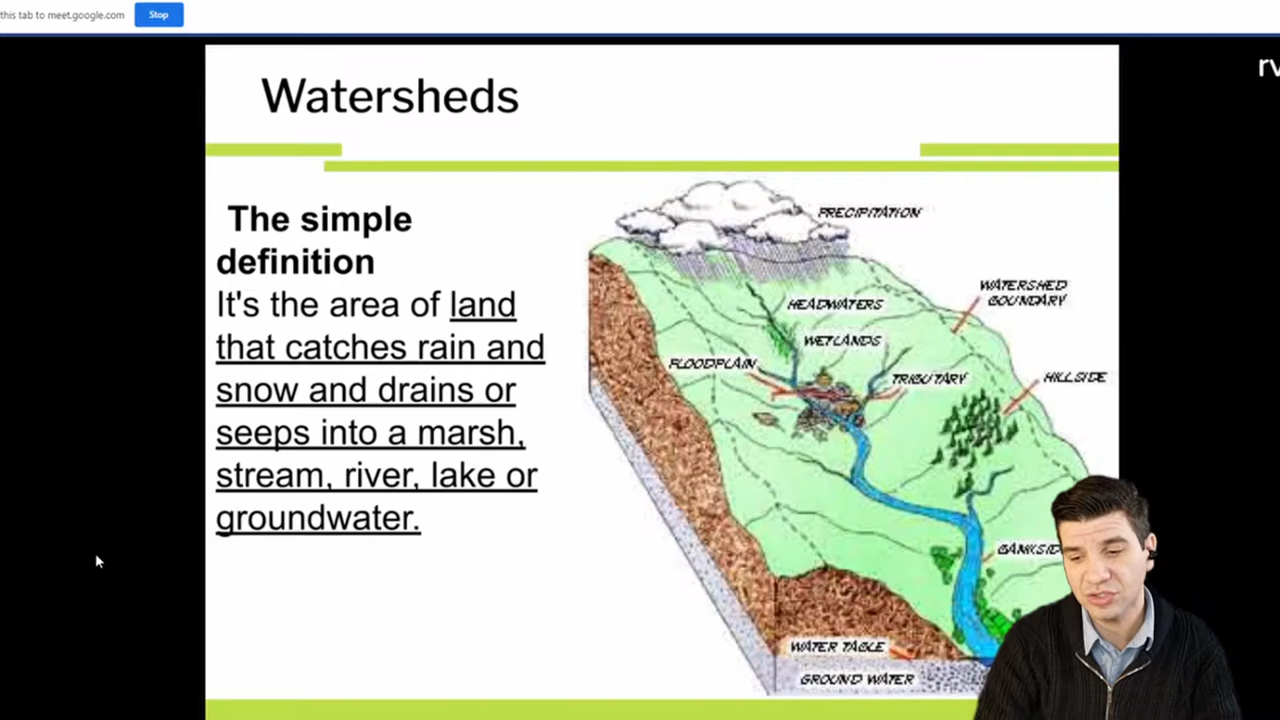 this tab to meet.google.com
Stop
rv
Watersheds
The simple
definition
It's the area of land
that catches rain and
snow and drains or
seeps into a marsh,
stream, river, lake or
groundwater.
PRECIPITATION
WATERSHED
BOUNDARY
HEADWATERS
WETLANDS
FLOODPLAIN
TRIBUTARY
HILLSIDE
BANKSID
WATER TABLE
GROUND WATER